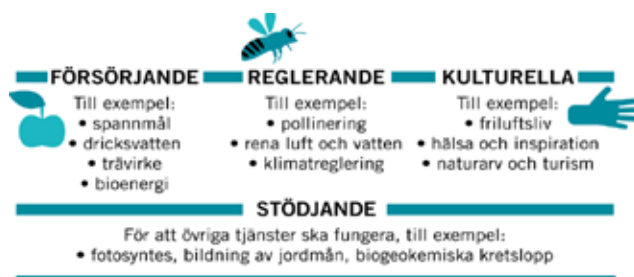 FÖRSÖRJANDE
Till exempel:
• spannmål
• dricksvatten
• trävirke
• bioenergi
REGLERANDE
Till exempel:
• pollinering
• rena luft och vatten
• klimatreglering
KULTURELLA
Till exempel:
• friluftsliv
• hälsa och inspiration
• naturarv och turism
STÖDJANDE
För att övriga tjänster ska fungera, till exempel:
• fotosyntes, bildning av jordmån, biogeokemiska kretslopp